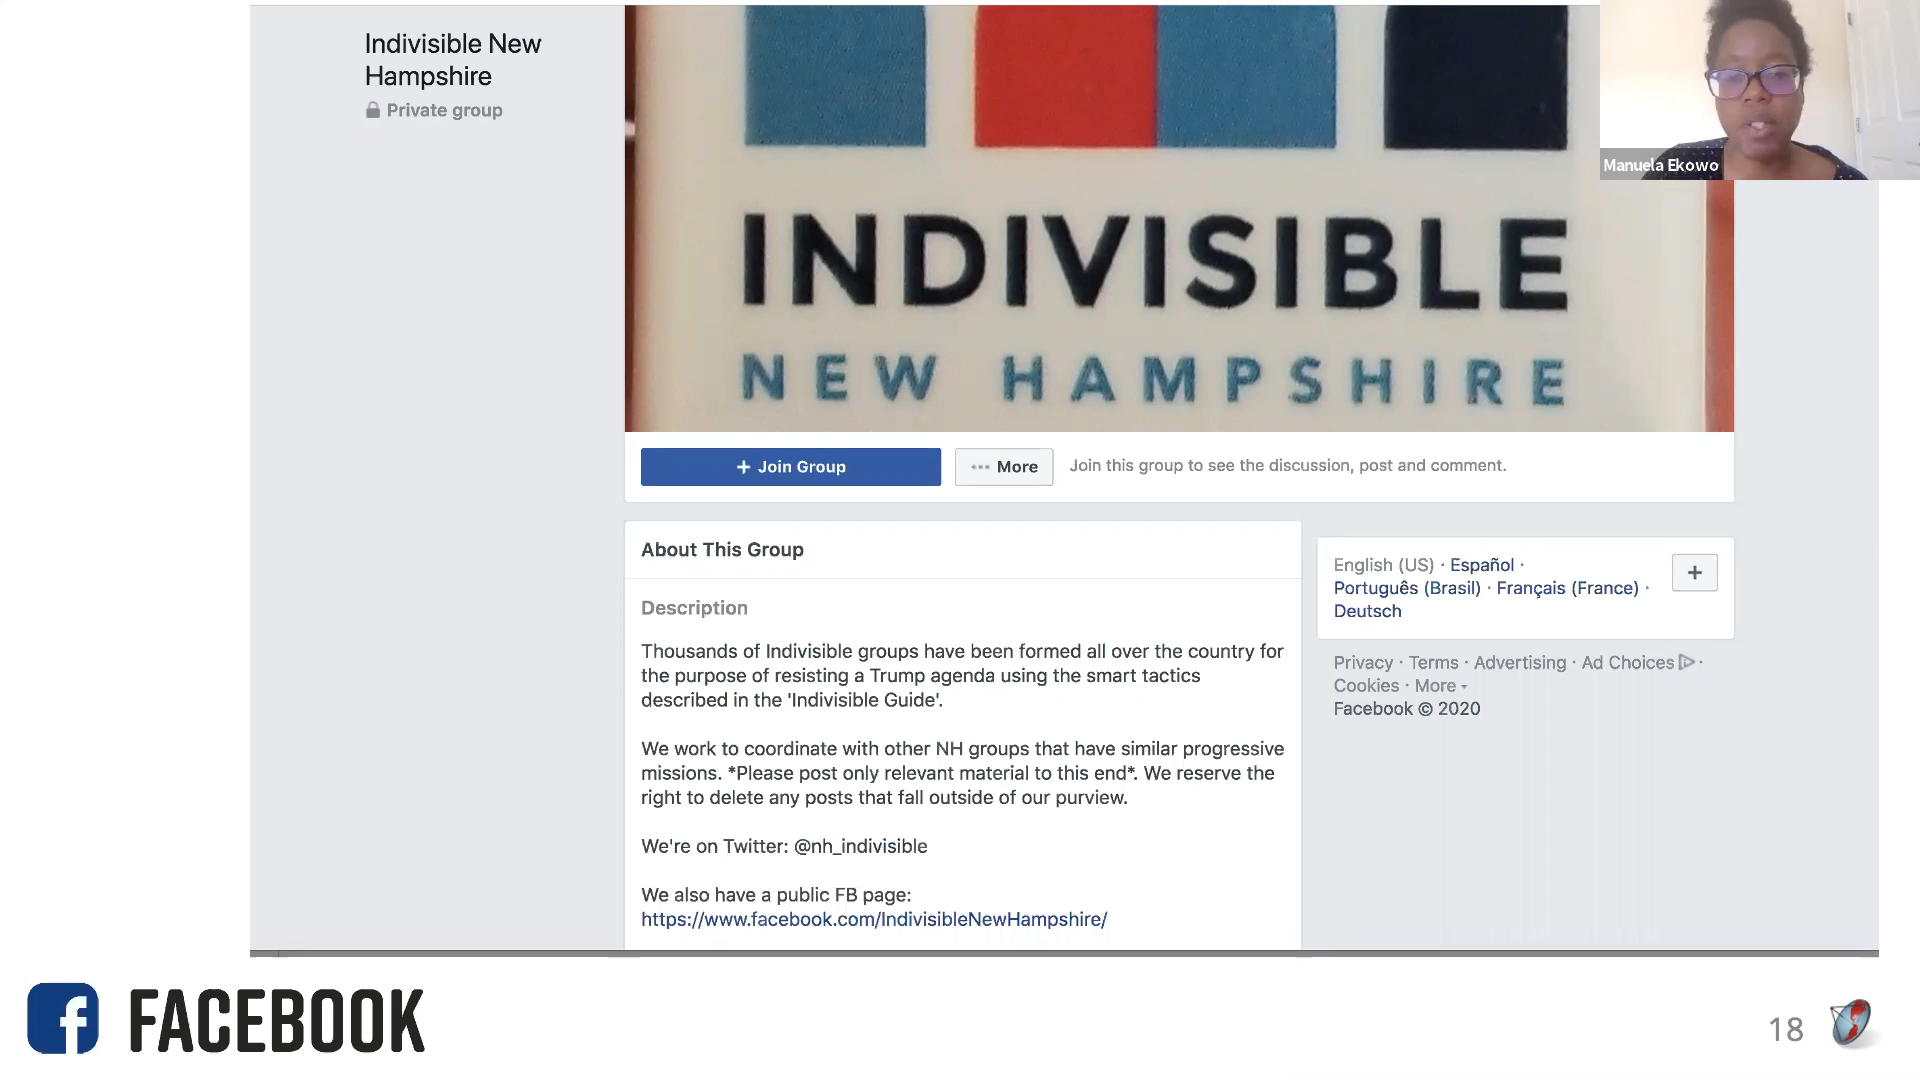 Indivisible New
Hampshire
Private group
INDIVISIBLE
NEW HAMPSHIRE
Manuela Ekowo
+ Join Group
··· More
Join this group to see the discussion, post and comment.
About This Group
Description
Thousands of Indivisible groups have been formed all over the country for
the purpose of resisting a Trump agenda using the smart tactics
described in the 'Indivisible Guide'.
We work to coordinate with other NH groups that have similar progressive
missions. *Please post only relevant material to this end*. We reserve the
right to delete any posts that fall outside of our purview.
We're on Twitter: @nh_indivisible
We also have a public FB page:
https://www.facebook.com/IndivisibleNewHampshire/
English (US) · Español ·
Português (Brasil) · Français (France) ·
Deutsch
+
Privacy · Terms · Advertising · Ad Choices ·
Cookies · More
Facebook © 2020
f FACEBOOK
18